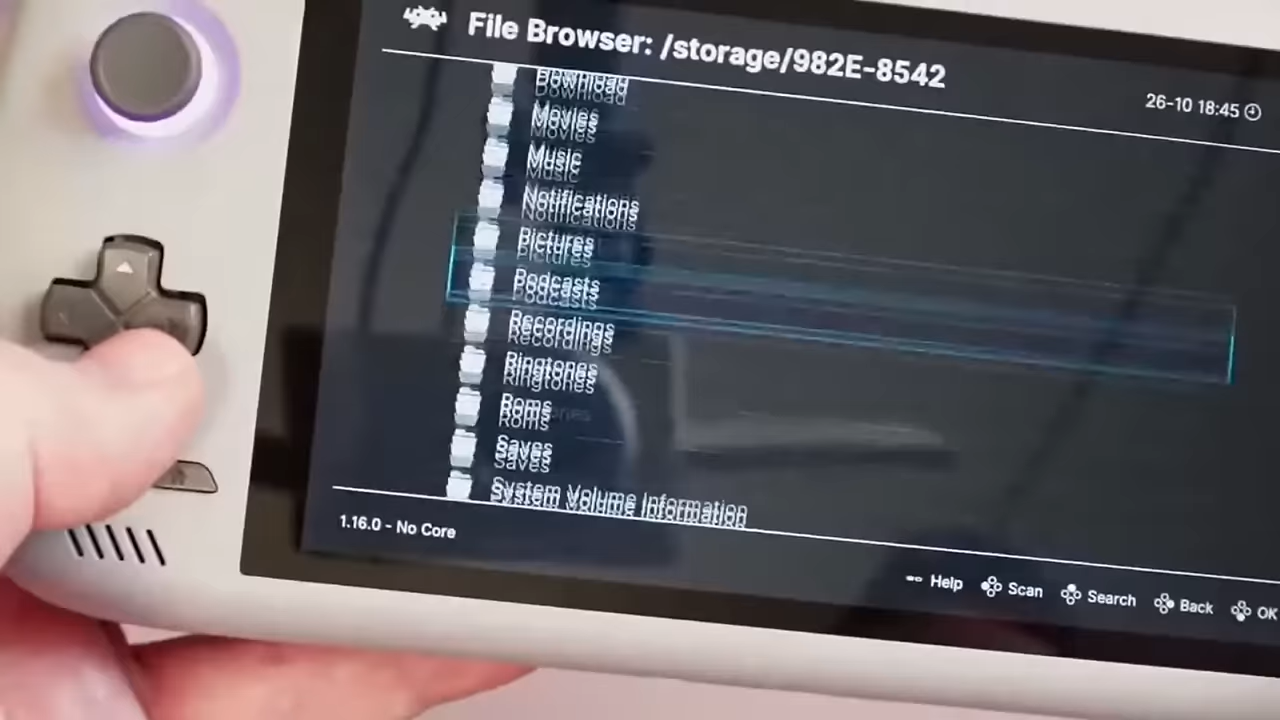 File Browser: /storage/982E-8542
26-10 18:45
Download
Movies
Music
Notifications
Pictures
Podcasts
Recordings
Ringtones
Roms
Saves
System Volume Information
1.16.0 - No Core
Help
Scan
Search
Back
OK